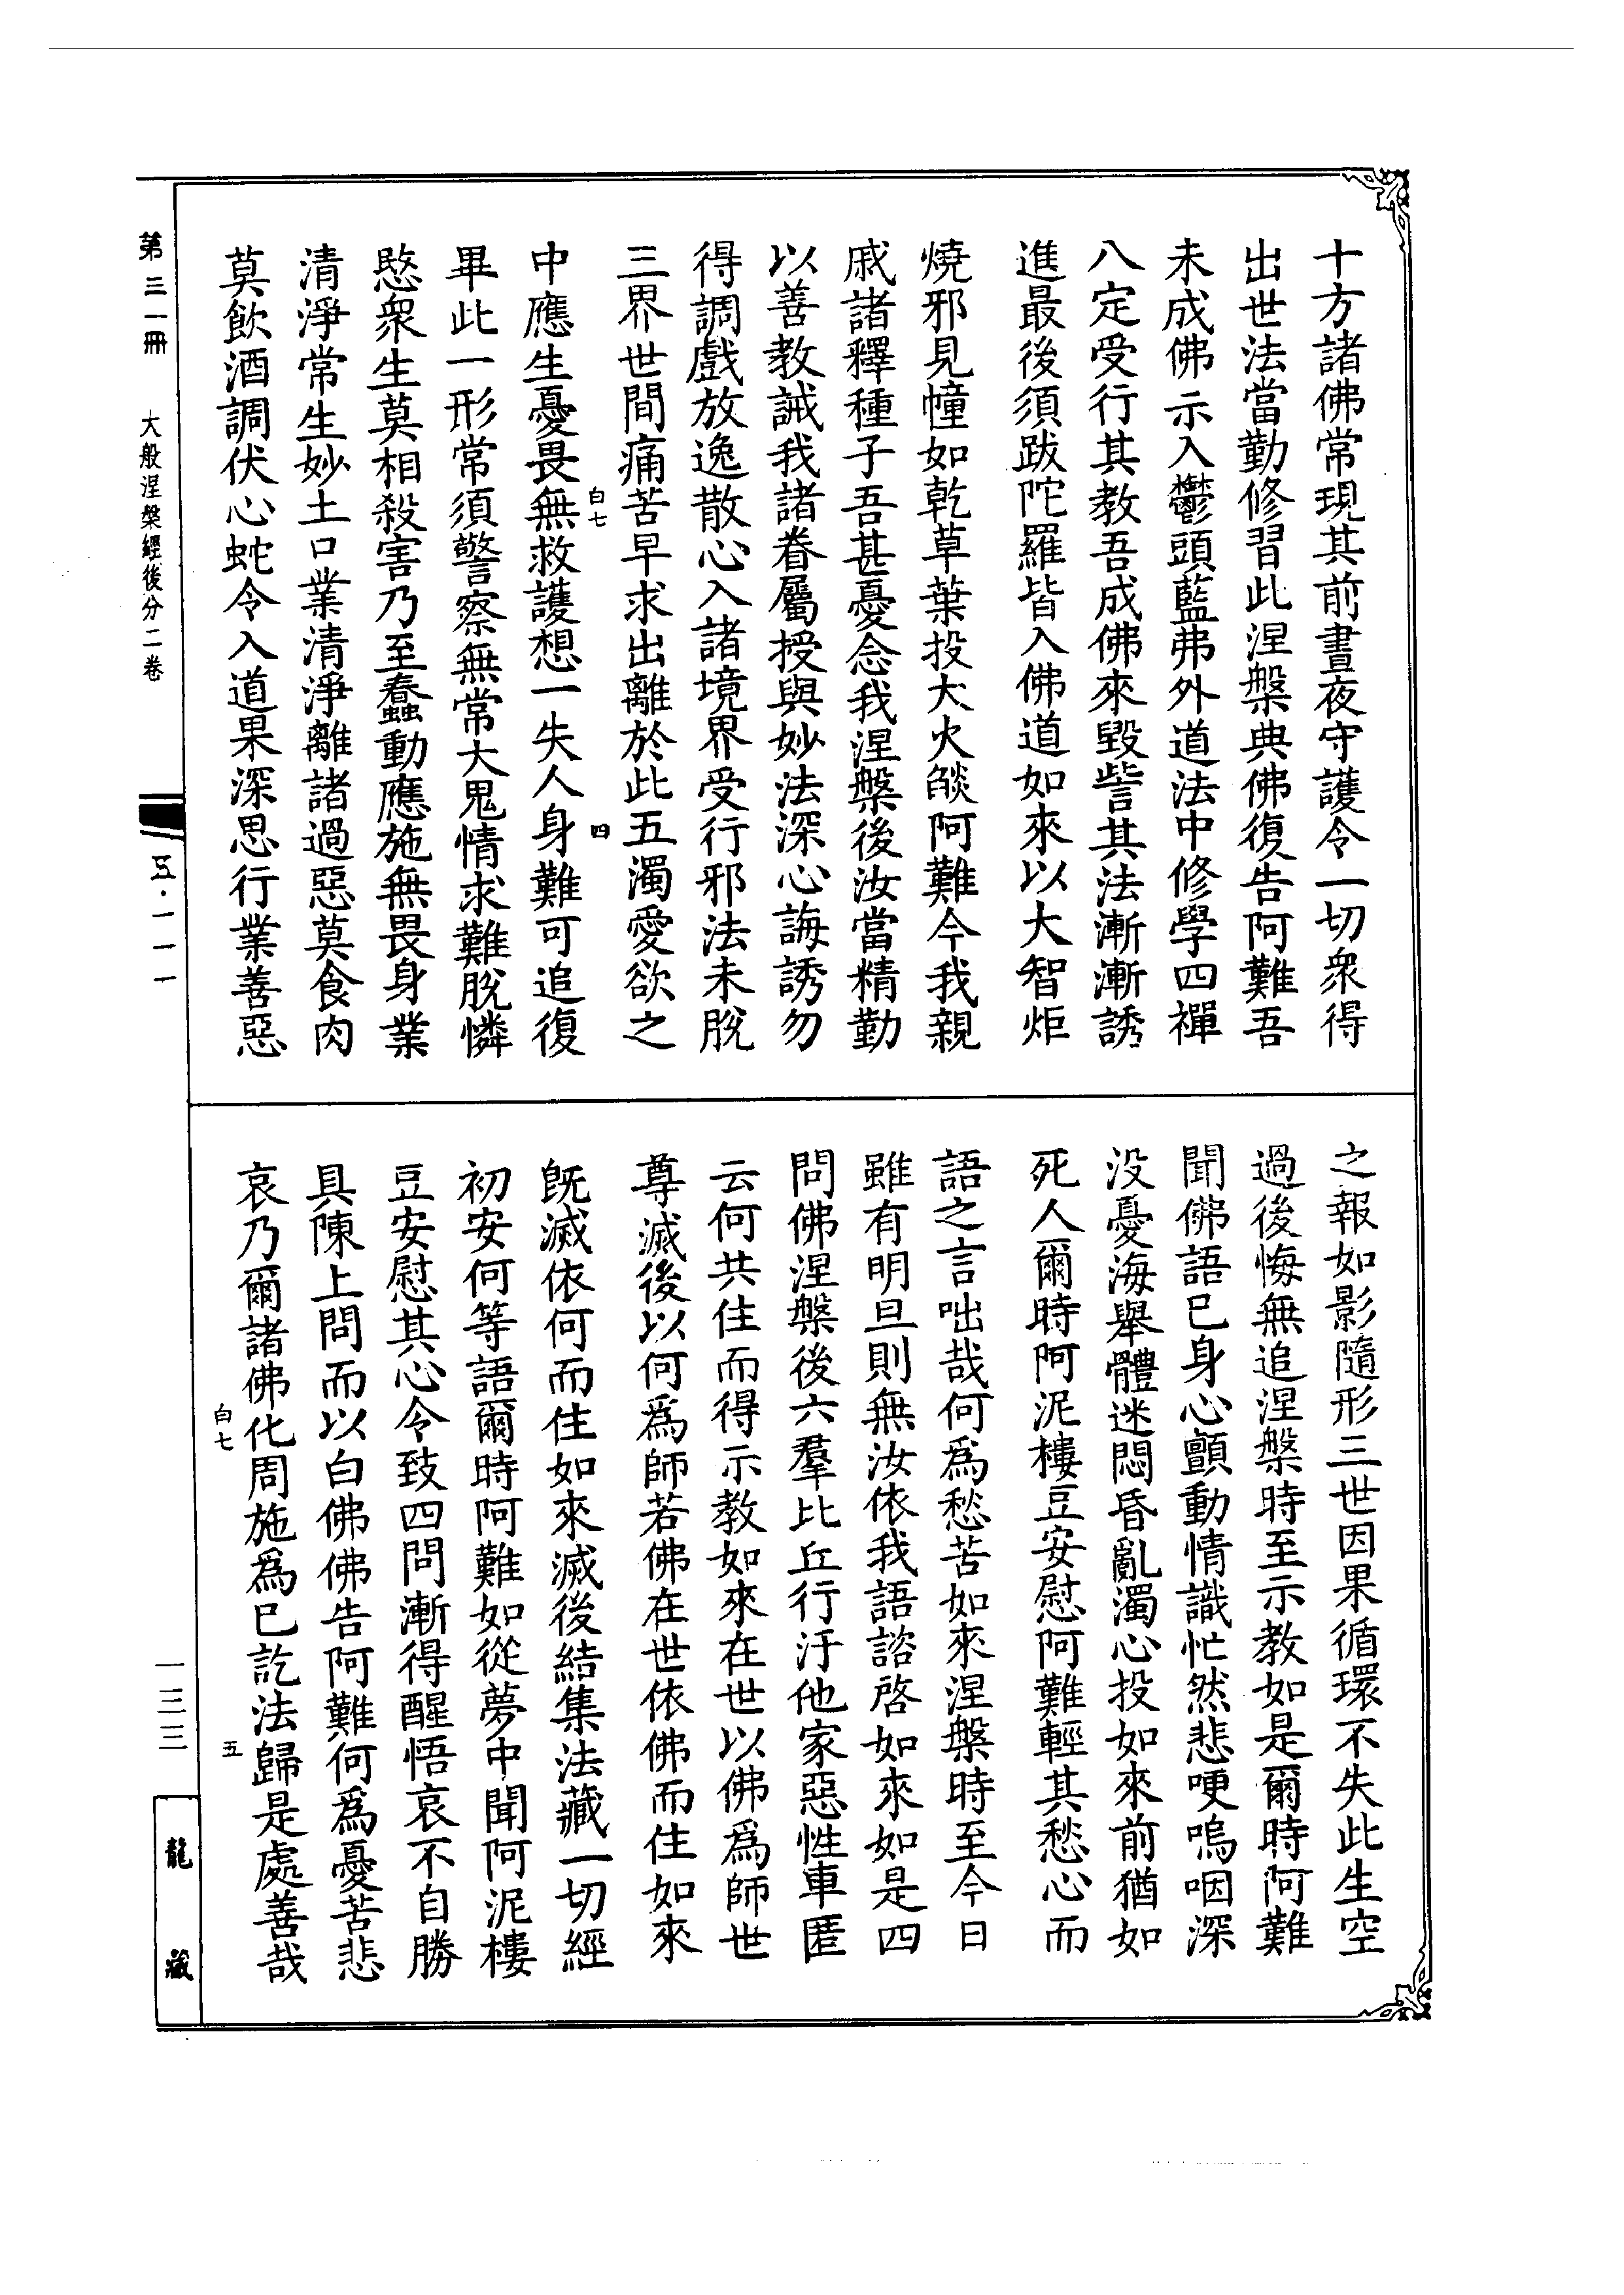 十方諸佛常現其前晝夜守護令一切衆得
出世法當勤修習此涅槃典佛復告阿難吾
未成佛示入鬱頭藍弗外道法中修學四禪
八定受行其教吾成佛來毀訾其法漸漸誘
進最後須跋陀羅皆入佛道如來以大智炬
燒邪見幢如乾草葉投大火燄阿難今我親
戚諸釋種子吾甚憂念我涅槃後汝當精勤
以善教誡我諸眷屬授與妙法深心誨誘勿
得調戲放逸散心入諸境界受行邪法未脫
三界世間痛苦早求出離於此五濁愛欲之
白七
四
中應生憂畏無救護想一失人身難可追復
畢此一形常須警察無常大鬼情求難脫憐
愍衆生莫相殺害乃至蠢動應施無畏身業
清淨常生妙土口業清淨離諸過惡莫食肉
莫飲酒調伏心蛇令入道果深思行業善惡
之報如影隨形三世因果循環不失此生空
過後悔無追涅槃時至示教如是爾時阿難
聞佛語已身心顫動情識忙然悲哽嗚咽深
没憂海舉體迷悶昏亂濁心投如來前猶如
死人爾時阿泥樓豆安慰阿難輕其愁心而
語之言咄哉何爲愁苦如來涅槃時至今日
雖有明旦則無汝依我語諮啓如來如是四
問佛涅槃後六羣比丘行汙他家惡性車匿
云何共住而得示教如來在世以佛爲師世
尊滅後以何爲師若佛在世依佛而住如來
旣滅依何而住如來滅後結集法藏一切經
初安何等語爾時阿難如從夢中聞阿泥樓
豆安慰其心令致四問漸得醒悟哀不自勝
具陳上問而以白佛佛告阿難何爲憂苦悲
哀乃爾諸佛化周施爲已訖法歸是處善哉
白七
五
第三一冊 大般涅槃經後分二卷
五·一一一
一三三
龍藏